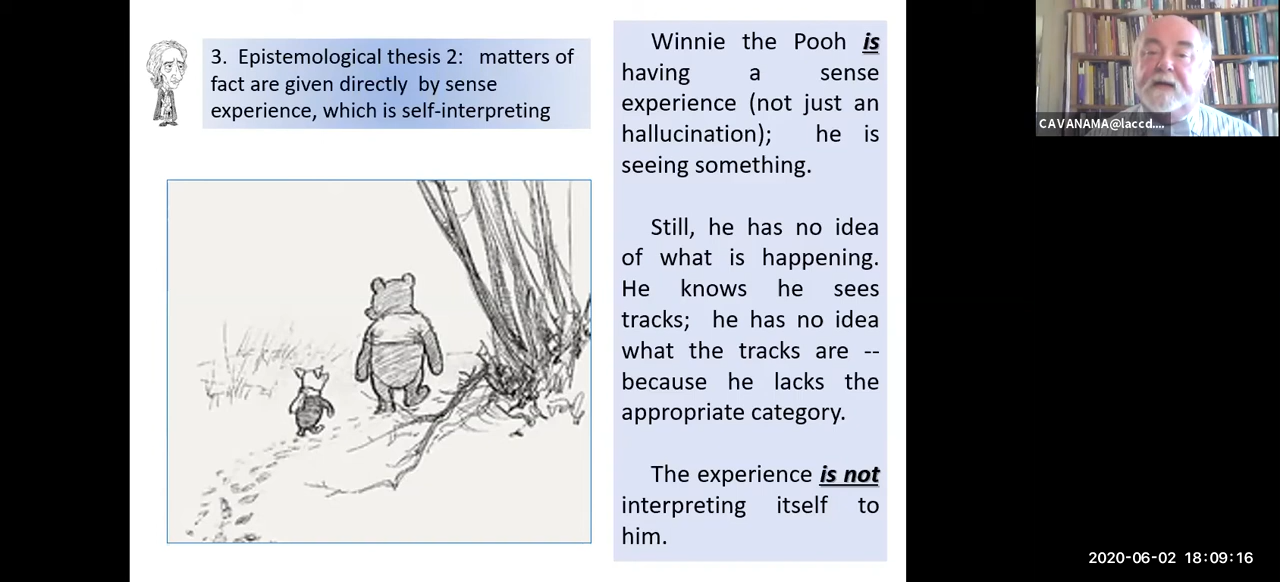 3. Epistemological thesis 2: matters of
fact are given directly by sense
experience, which is self-interpreting
Winnie the Pooh is
having a sense
experience (not just an
hallucination); he is
seeing something.
Still, he has no idea
of what is happening.
He knows he sees
tracks; he has no idea
what the tracks are --
because he lacks the
appropriate category.
The experience is not
interpreting itself to
him.
CAVANAMA@laccd....
2020-06-02 18:09:16